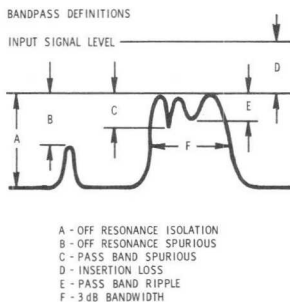 BANDPASS DEFINITIONS
INPUT SIGNAL LEVEL
D
B
C
E
A
F
A - OFF RESONANCE ISOLATION
B - OFF RESONANCE SPURIOUS
C - PASS BAND SPURIOUS
D - INSERTION LOSS
E - PASS BAND RIPPLE
F - 3 dB BANDWIDTH